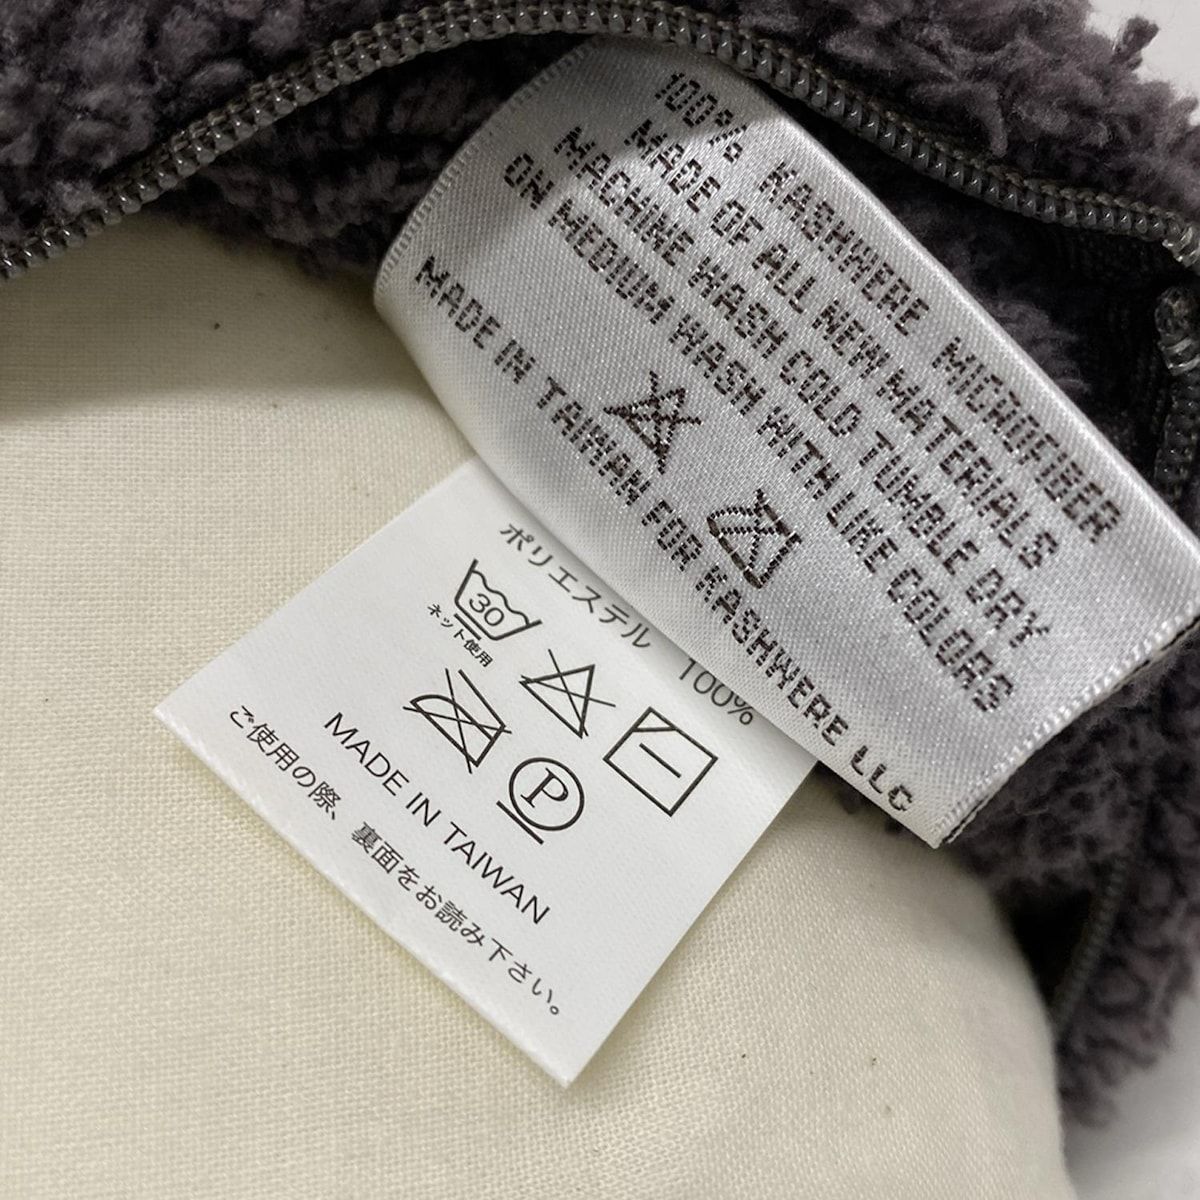 100% KASHWERE MICROFIBER
MADE OF ALL NEW MATERIALS
MACHINE WASH COLD TUMBLE DRY
ON MEDIUM WASH WITH LIKE COLORS
MADE IN TAIWAN FOR KASHWERE LLC
ポリエステル 100%
30
ネット使用
P
MADE IN TAIWAN
ご使用の際、裏面をお読み下さい。